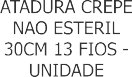 ATADURA CREPE
NAO ESTERIL
30CM 13 FIOS -
UNIDADE